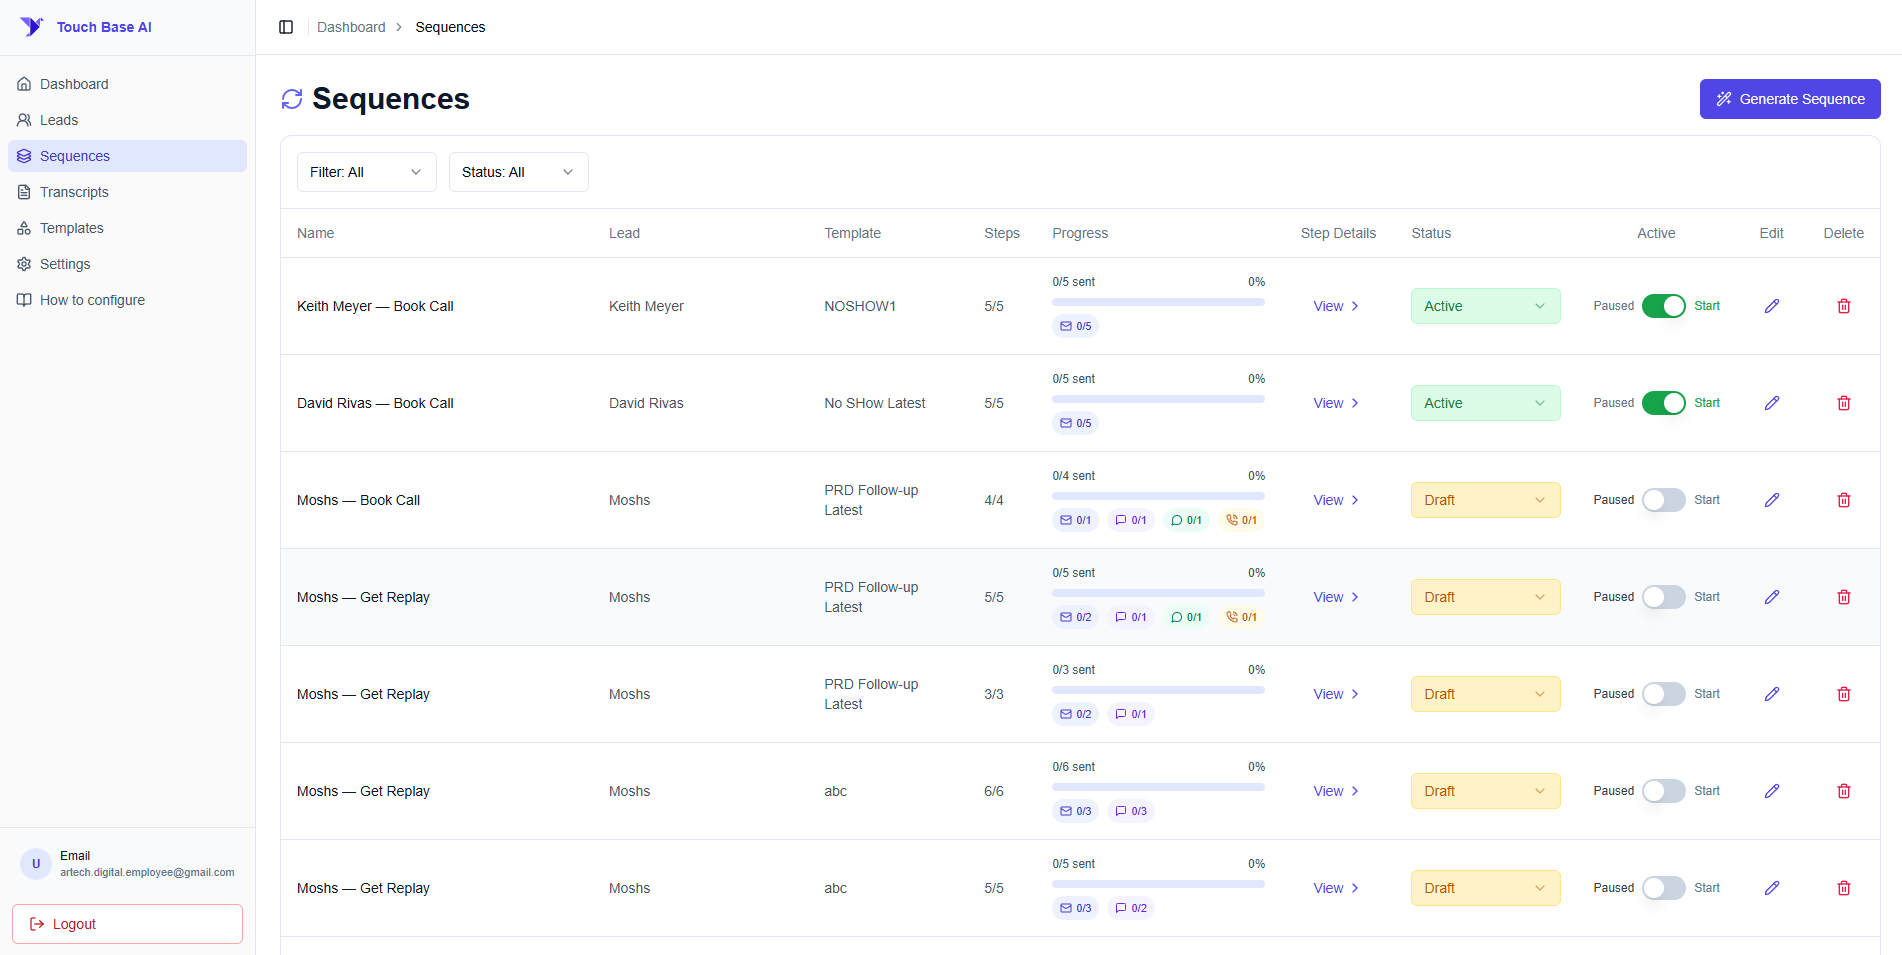 Touch Base AI
Dashboard
Leads
Sequences
Transcripts
Templates
Settings
How to configure
U
Email
artech.digital.employee@gmail.com
Logout
Dashboard > Sequences
Sequences
Generate Sequence
Filter: All
Status: All
Name Lead Template Steps Progress Step Details Status Active Edit Delete
0/5 sent 0%
Keith Meyer — Book Call Keith Meyer NOSHOW1 5/5 View Active Paused Start
0/5
0/5 sent 0%
David Rivas — Book Call David Rivas No SHow Latest 5/5 View Active Paused Start
0/5
0/4 sent 0%
Moshs — Book Call Moshs PRD Follow-up Latest 4/4 View Draft Paused Start
0/1 0/1 0/1 0/1
0/5 sent 0%
Moshs — Get Replay Moshs PRD Follow-up Latest 5/5 View Draft Paused Start
0/2 0/1 0/1 0/1
0/3 sent 0%
Moshs — Get Replay Moshs PRD Follow-up Latest 3/3 View Draft Paused Start
0/2 0/1
0/6 sent 0%
Moshs — Get Replay Moshs abc 6/6 View Draft Paused Start
0/3 0/3
0/5 sent 0%
Moshs — Get Replay Moshs abc 5/5 View Draft Paused Start
0/3 0/2